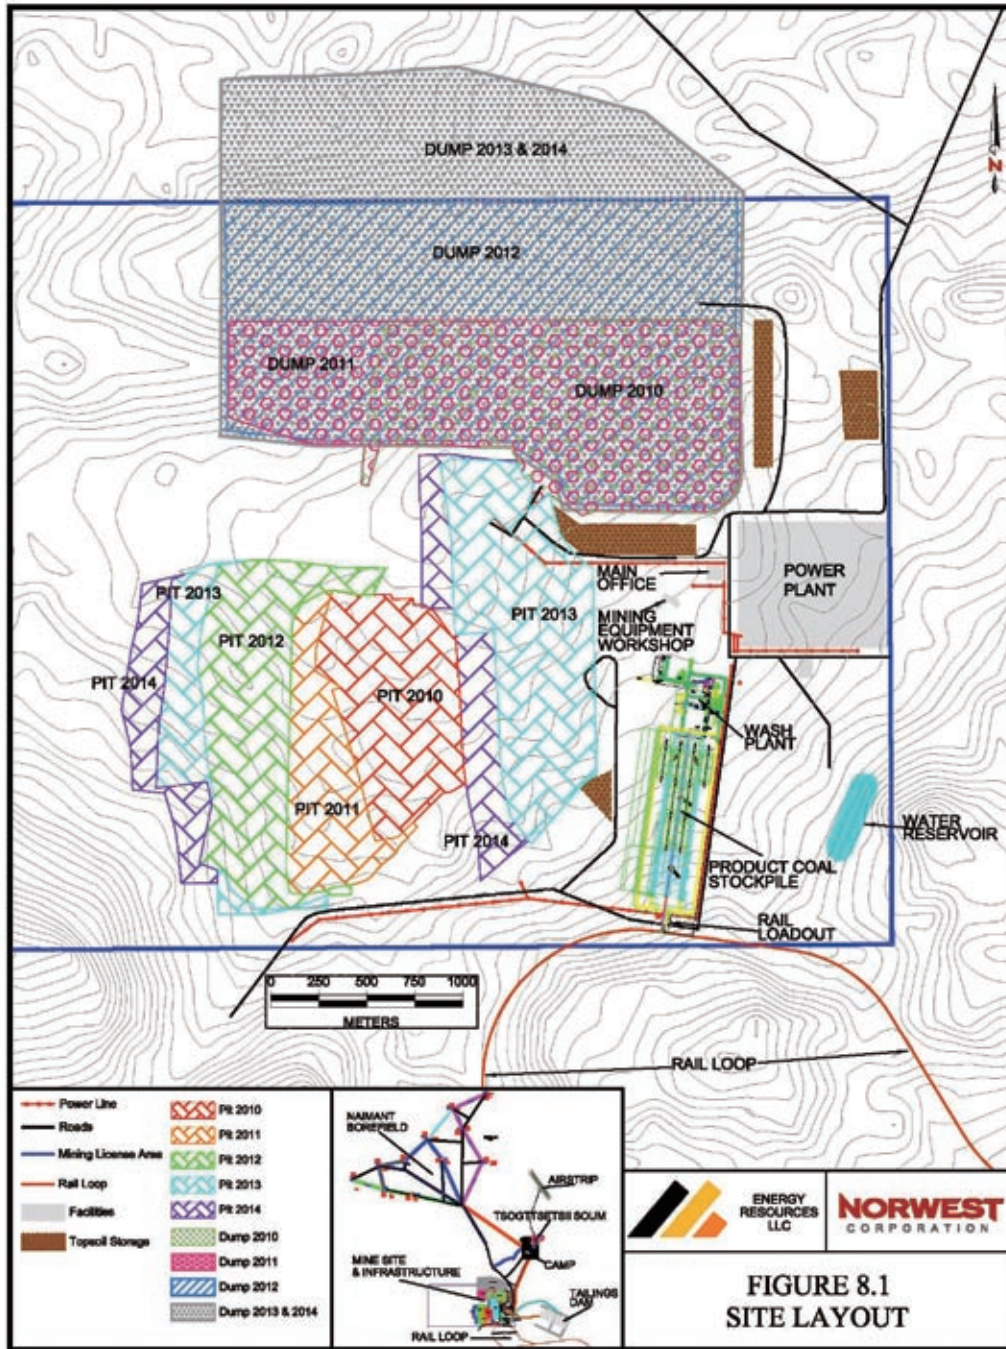 DUMP 2013 & 2014
N
DUMP 2012
DUMP 2011
DUMP 2010
MAIN
OFFICE
POWER
PLANT
PIT 2013
PIT 2013
MINING
EQUIPMENT
WORKSHOP
PIT 2012
PIT 2014
PIT 2010
WASH
PLANT
PIT 2011
PIT 2014
WATER
RESERVOIR
PRODUCT COAL
STOCKPILE
RAIL
LOADOUT
0 250 500 750 1000
METERS
RAIL LOOP
Power Line
Roads
Mining License Area
Rail Loop
Facilities
Topsoil Storage
Pit 2010
Pit 2011
Pit 2012
Pit 2013
Pit 2014
Dump 2010
Dump 2011
Dump 2012
Dump 2013 & 2014
NAIMANT
BOREFIELD
AIRSTRIP
TSOGTTSETSII SOUM
CAMP
MINE SITE
& INFRASTRUCTURE
TAILINGS
DAM
RAIL LOOP
ENERGY
RESOURCES
LLC
NORWEST
CORPORATION
FIGURE 8.1
SITE LAYOUT